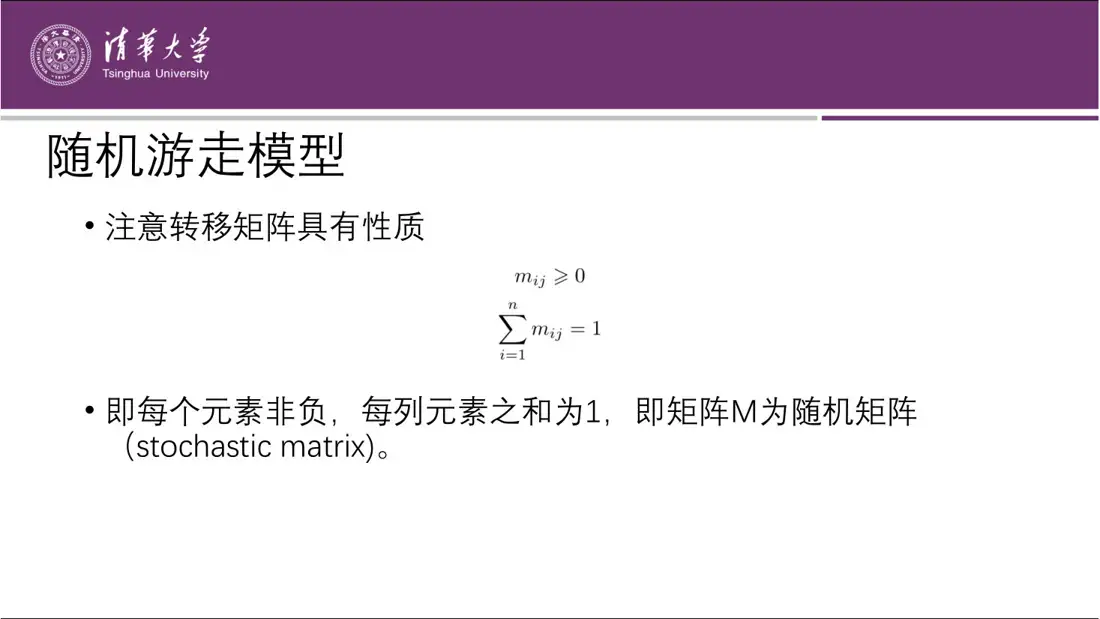 清华大学
Tsinghua University
随机游走模型
• 注意转移矩阵具有性质
m_{ij} ⩾ 0
\sum_{i=1}^{n} m_{ij} = 1
• 即每个元素非负，每列元素之和为1，即矩阵M为随机矩阵
（stochastic matrix)。